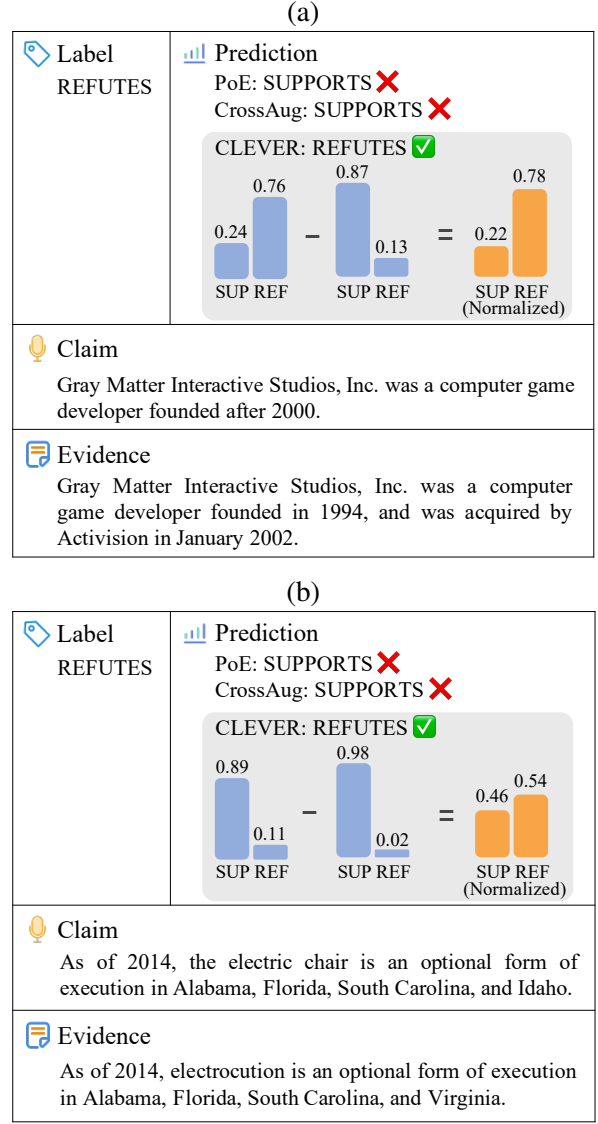 (a)
Label
REFUTES
Prediction
PoE: SUPPORTS
CrossAug: SUPPORTS
CLEVER: REFUTES
0.24 0.76 – 0.87 0.13 = 0.22 0.78
SUP REF SUP REF SUP REF
(Normalized)
Claim
Gray Matter Interactive Studios, Inc. was a computer game
developer founded after 2000.
Evidence
Gray Matter Interactive Studios, Inc. was a computer
game developer founded in 1994, and was acquired by
Activision in January 2002.
(b)
Label
REFUTES
Prediction
PoE: SUPPORTS
CrossAug: SUPPORTS
CLEVER: REFUTES
0.89 0.11 – 0.98 0.02 = 0.46 0.54
SUP REF SUP REF SUP REF
(Normalized)
Claim
As of 2014, the electric chair is an optional form of
execution in Alabama, Florida, South Carolina, and Idaho.
Evidence
As of 2014, electrocution is an optional form of execution
in Alabama, Florida, South Carolina, and Virginia.